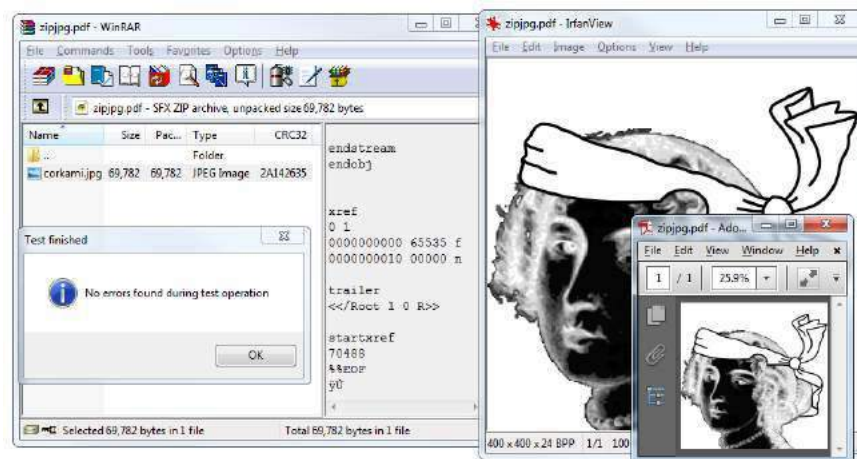 zipjpg.pdf - WinRAR
File Commands Tools Favorites Options Help
zipjpg.pdf - SFX ZIP archive, unpacked size 69,782 bytes
Name Size Pac... Type CRC32
.. Folder
corkami.jpg 69,782 69,782 JPEG Image 2A142635
endstream
endobj
xref
0 1
0000000000 65535 f
0000000010 00000 n
trailer
<</Root 1 0 R>>
startxref
70488
%%EOF
ÿÛ
Test finished
No errors found during test operation
OK
Selected 69,782 bytes in 1 file
Total 69,782 bytes in 1 file
zipjpg.pdf - IrfanView
File Edit Image Options View Help
400 x 400 x 24 BPP 1/1 100
zipjpg.pdf - Ado...
File Edit View Window Help
1 / 1 25.9%